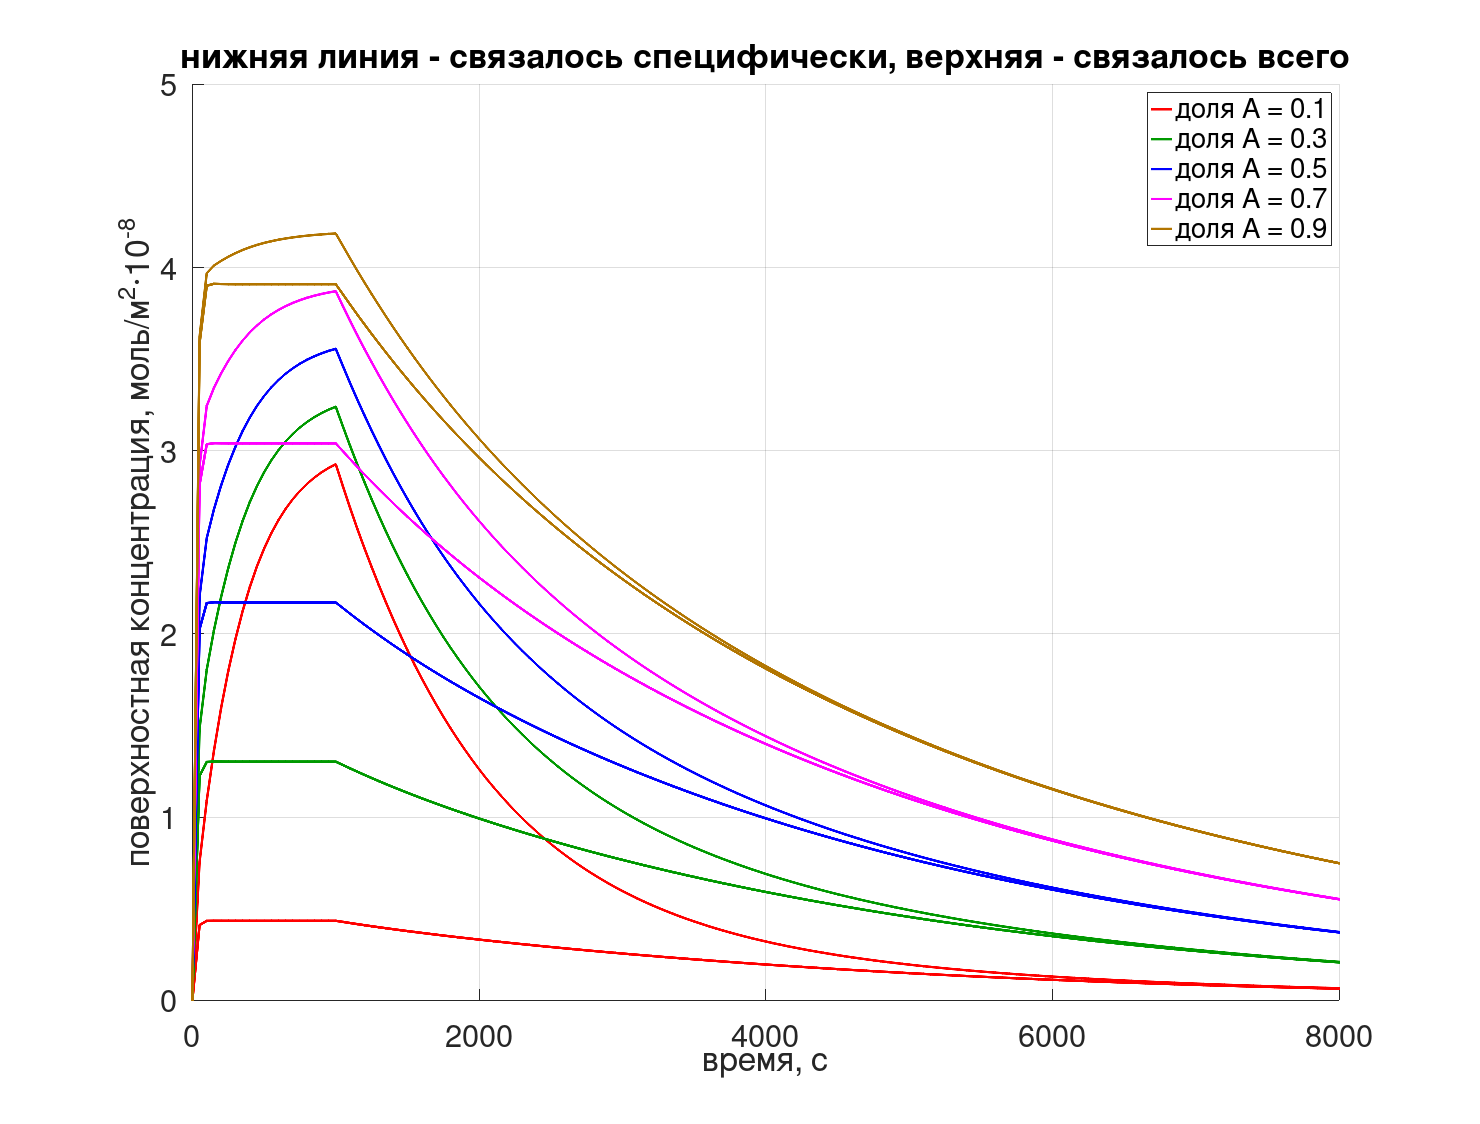 нижняя линия - связалось специфически, верхняя - связалось всего
доля A = 0.1
доля A = 0.3
доля A = 0.5
доля A = 0.7
доля A = 0.9
поверхностная концентрация, моль/м²·10⁻⁸
5
4
3
2
1
0
0 2000 4000 6000 8000
время, с